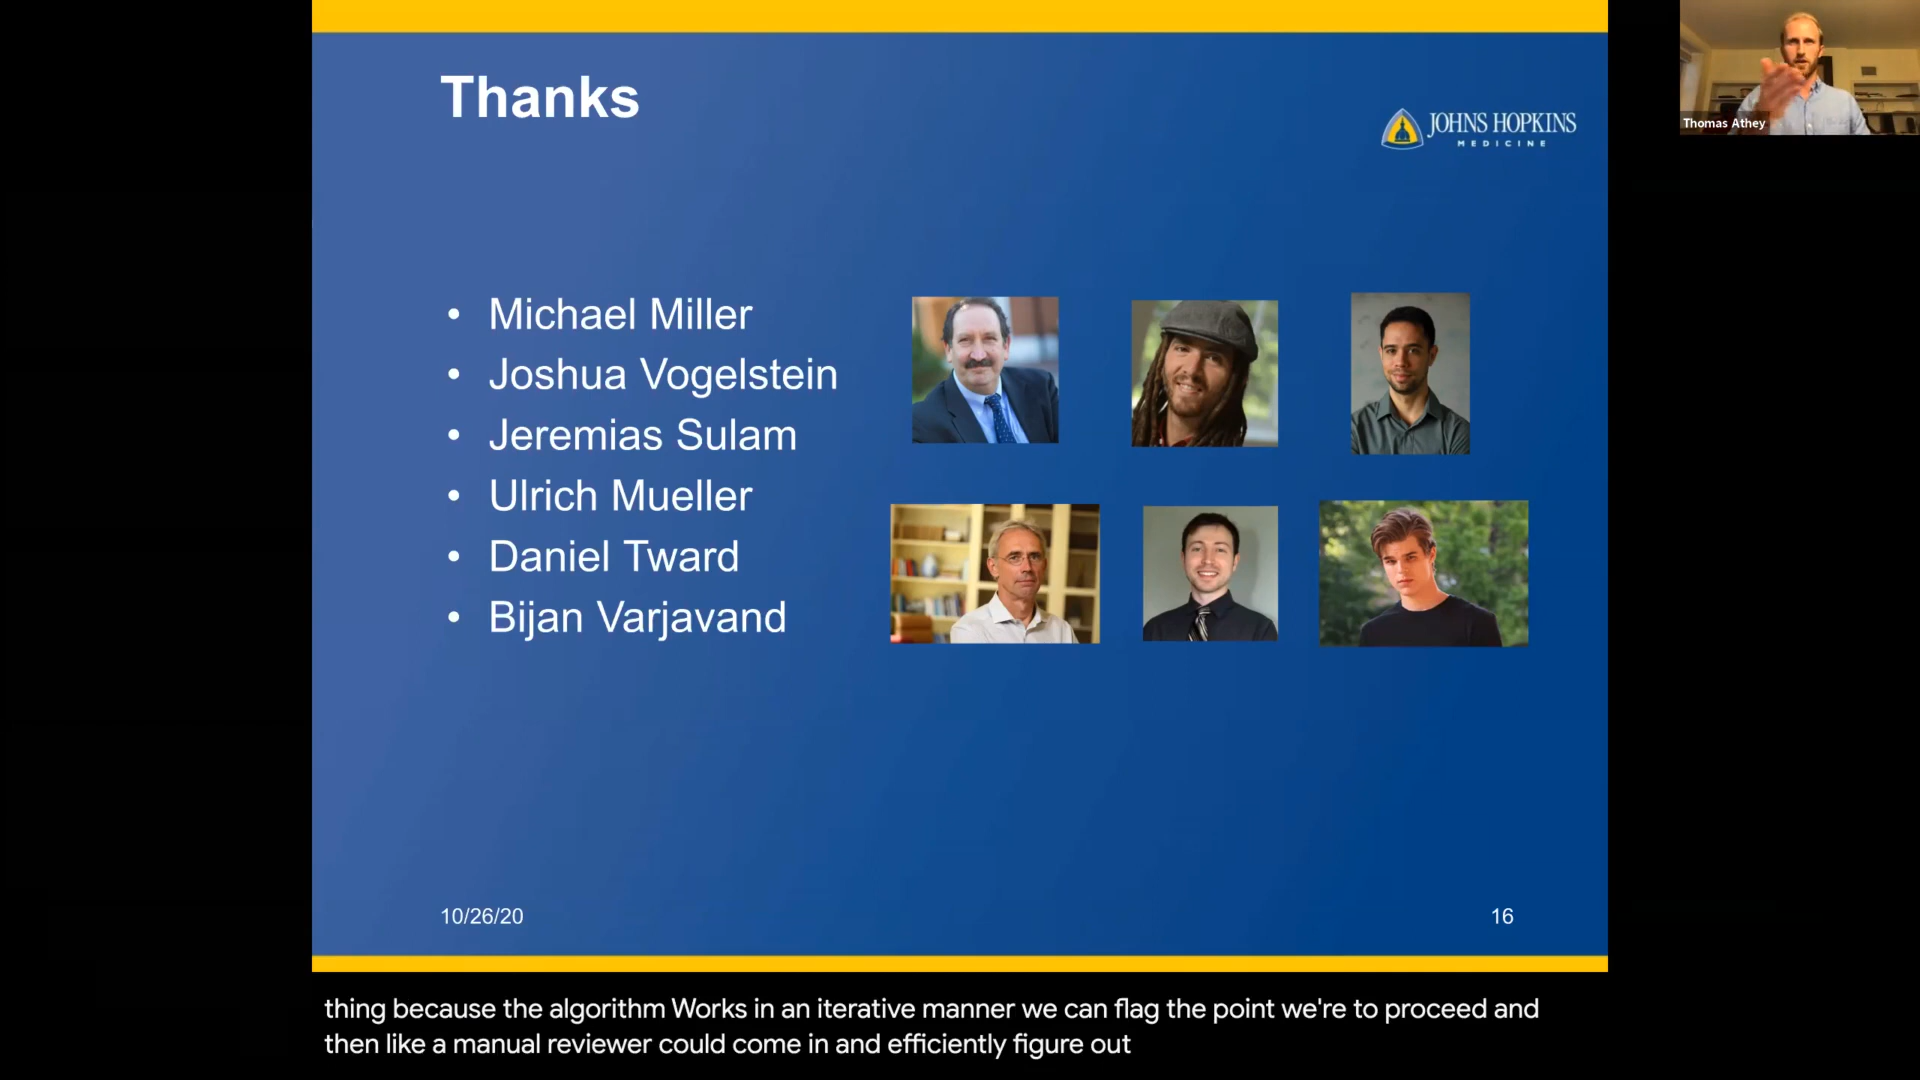 Thanks
JOHNS HOPKINS
MEDICINE
Thomas Athey
• Michael Miller
• Joshua Vogelstein
• Jeremias Sulam
• Ulrich Mueller
• Daniel Tward
• Bijan Varjavand
10/26/20
16
thing because the algorithm Works in an iterative manner we can flag the point we're to proceed and
then like a manual reviewer could come in and efficiently figure out